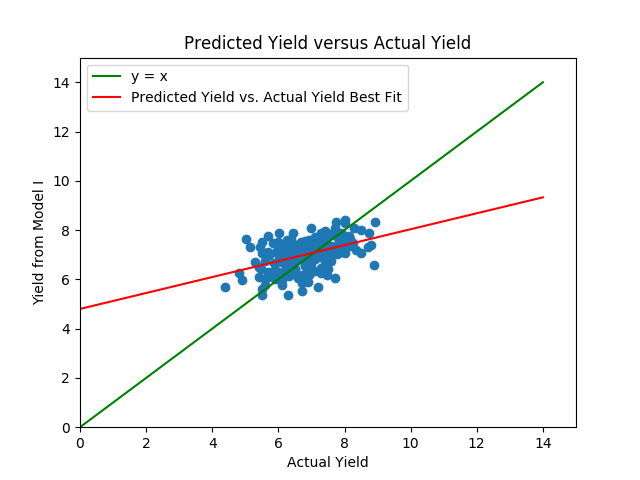 Predicted Yield versus Actual Yield
y = x
Predicted Yield vs. Actual Yield Best Fit
Yield from Model I
14
12
10
8
6
4
2
0
0 2 4 6 8 10 12 14
Actual Yield